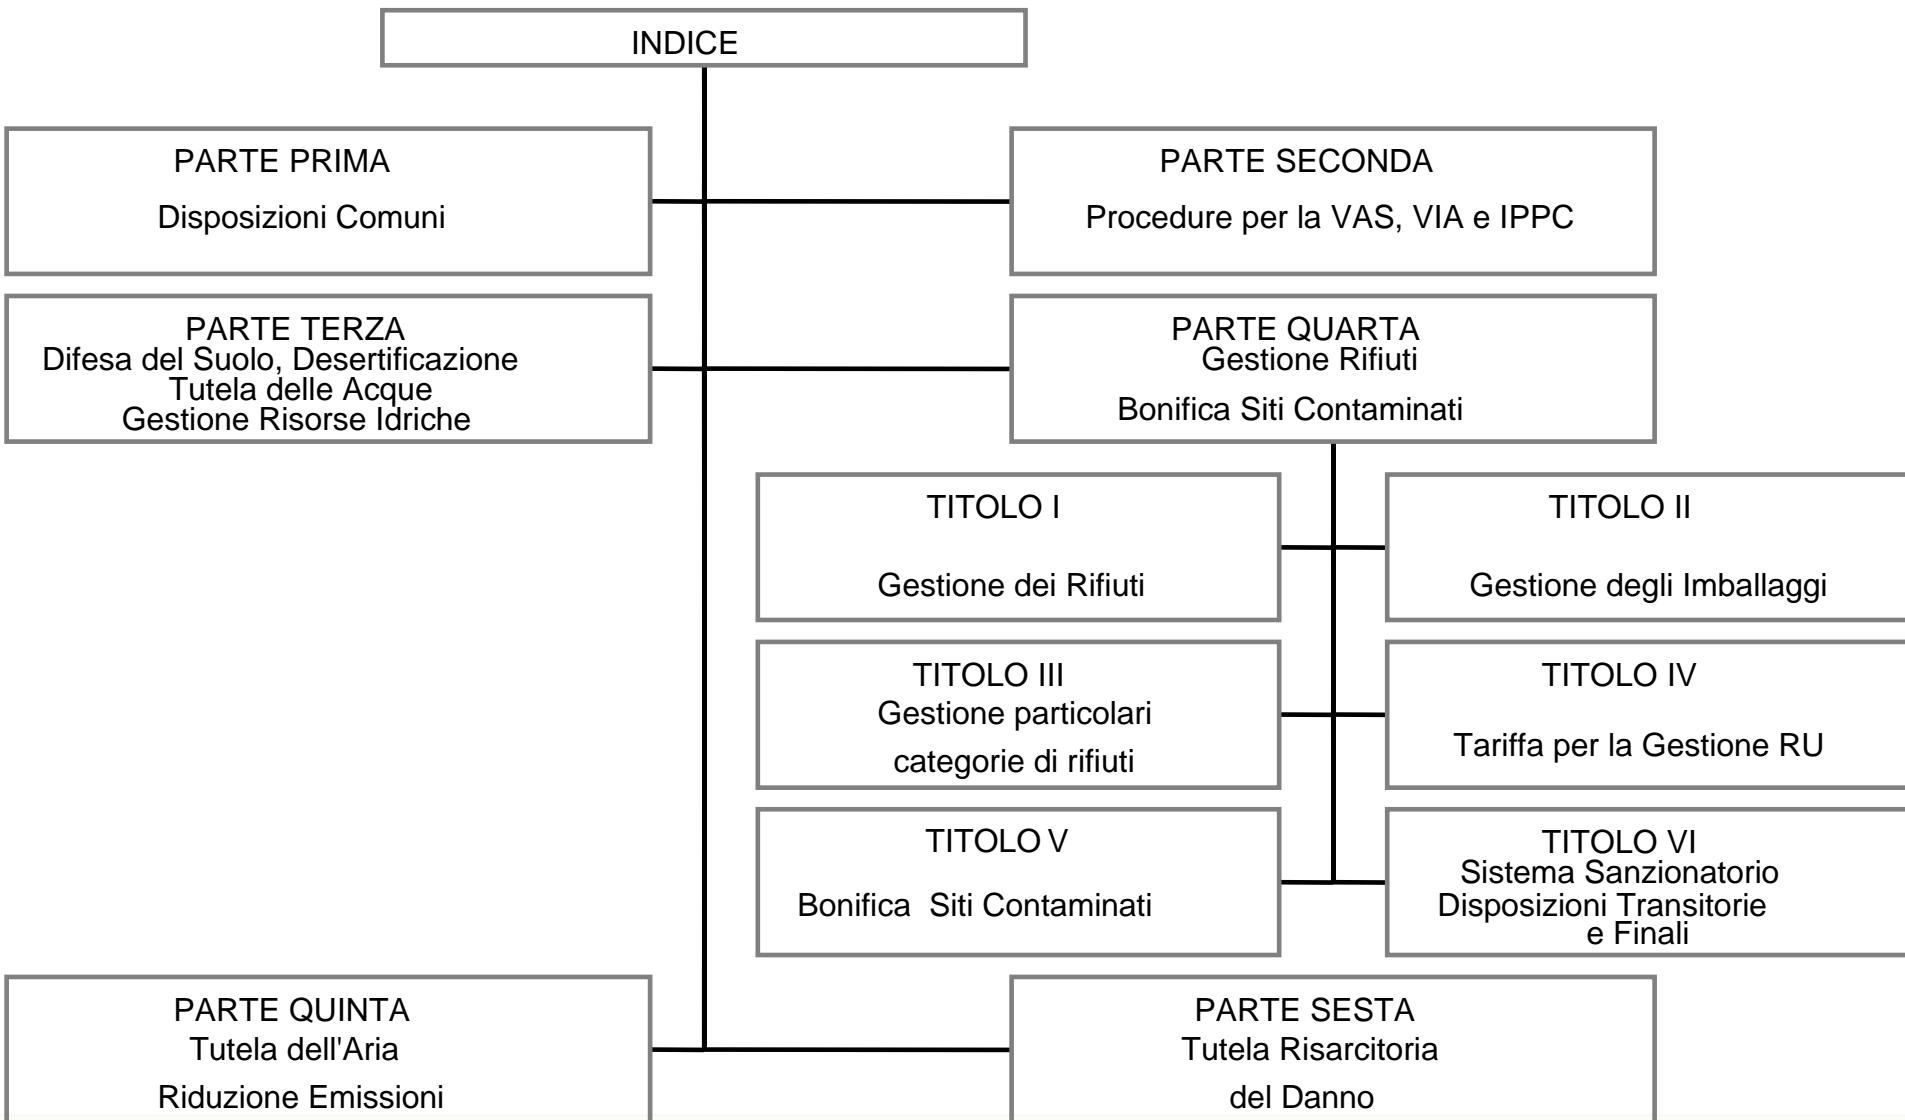 INDICE
PARTE PRIMA
Disposizioni Comuni
PARTE SECONDA
Procedure per la VAS, VIA e IPPC
PARTE TERZA
Difesa del Suolo, Desertificazione
Tutela delle Acque
Gestione Risorse Idriche
PARTE QUARTA
Gestione Rifiuti
Bonifica Siti Contaminati
TITOLO I
Gestione dei Rifiuti
TITOLO II
Gestione degli Imballaggi
TITOLO III
Gestione particolari
categorie di rifiuti
TITOLO IV
Tariffa per la Gestione RU
TITOLO V
Bonifica Siti Contaminati
TITOLO VI
Sistema Sanzionatorio
Disposizioni Transitorie
e Finali
PARTE QUINTA
Tutela dell'Aria
Riduzione Emissioni
PARTE SESTA
Tutela Risarcitoria
del Danno